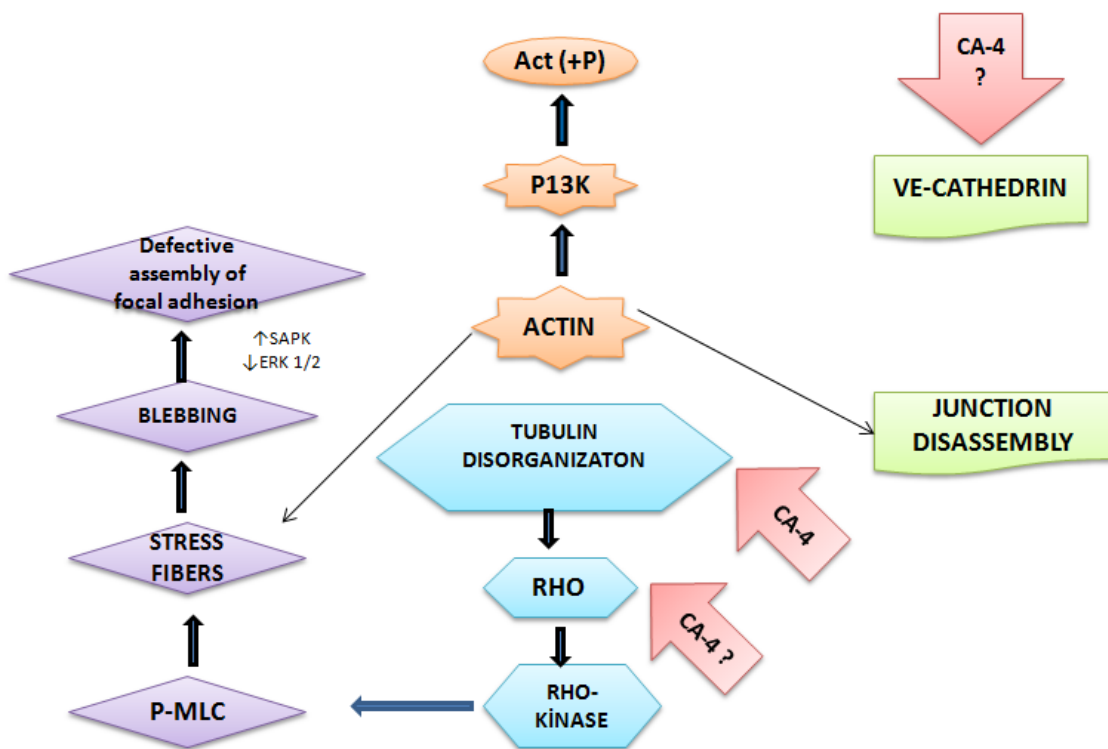 Act (+P)
CA-4
?
P13K
VE-CATHEDRIN
Defective
assembly of
focal adhesion
ACTIN
↑SAPK
↓ERK 1/2
BLEBBING
JUNCTION
DISASSEMBLY
TUBULIN
DISORGANIZATON
CA-4
STRESS
FIBERS
RHO
CA-4 ?
P-MLC
RHO-
KİNASE